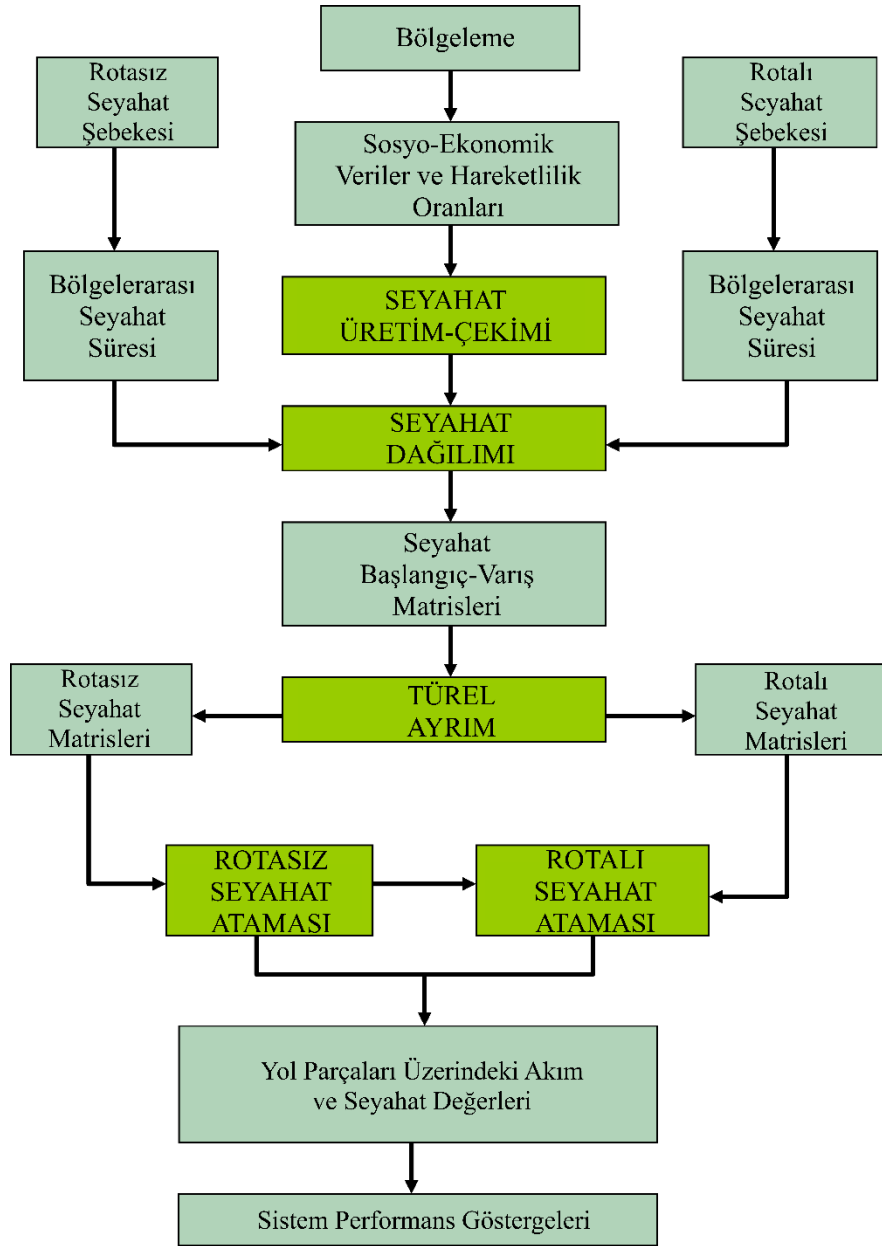 Bölgeleme
Rotasız
Seyahat
Şebekesi
Rotalı
Seyahat
Şebekesi
Sosyo-Ekonomik
Veriler ve Hareketlilik
Oranları
Bölgelerarası
Seyahat
Süresi
SEYAHAT
ÜRETİM-ÇEKİMİ
Bölgelerarası
Seyahat
Süresi
SEYAHAT
DAĞILIMI
Seyahat
Başlangıç-Varış
Matrisleri
Rotasız
Seyahat
Matrisleri
TÜREL
AYRIM
Rotalı
Seyahat
Matrisleri
ROTASIZ
SEYAHAT
ATAMASI
ROTALI
SEYAHAT
ATAMASI
Yol Parçaları Üzerindeki Akım
ve Seyahat Değerleri
Sistem Performans Göstergeleri